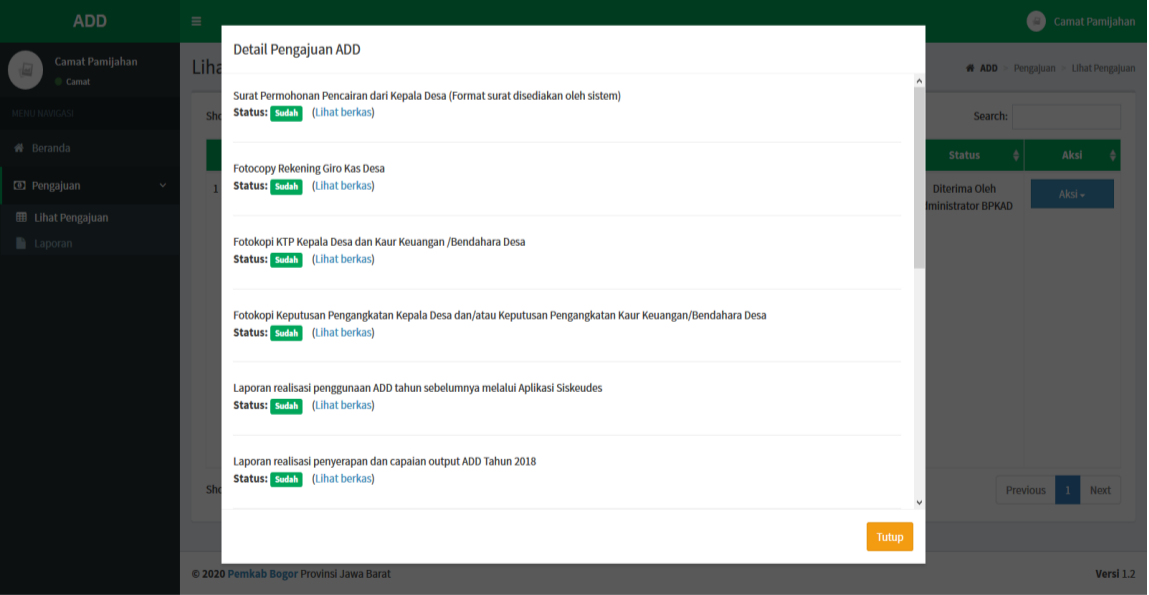 ADD
Camat Pamijahan
Camat Pamijahan
Camat
MENU NAVIGASI
Beranda
Pengajuan
Lihat Pengajuan
Laporan
ADD
Pengajuan
Lihat Pengajuan
Search:
Status
Aksi
1
Diterima Oleh
BPKAD
Aksi
Detail Pengajuan ADD
Surat Permohonan Pencairan dari Kepala Desa (Format surat disediakan oleh sistem)
Status: Sudah (Lihat berkas)
Fotocopy Rekening Giro Kas Desa
Status: Sudah (Lihat berkas)
Fotokopi KTP Kepala Desa dan Kaur Keuangan /Bendahara Desa
Status: Sudah (Lihat berkas)
Fotokopi Keputusan Pengangkatan Kepala Desa dan/atau Keputusan Pengangkatan Kaur Keuangan/Bendahara Desa
Status: Sudah (Lihat berkas)
Laporan realisasi penggunaan ADD tahun sebelumnya melalui Aplikasi Siskeudes
Status: Sudah (Lihat berkas)
Laporan realisasi penyerapan dan capaian output ADD Tahun 2018
Status: Sudah (Lihat berkas)
Tutup
Previous 1 Next
© 2020 Pemkab Bogor Provinsi Jawa Barat
Versi 1.2